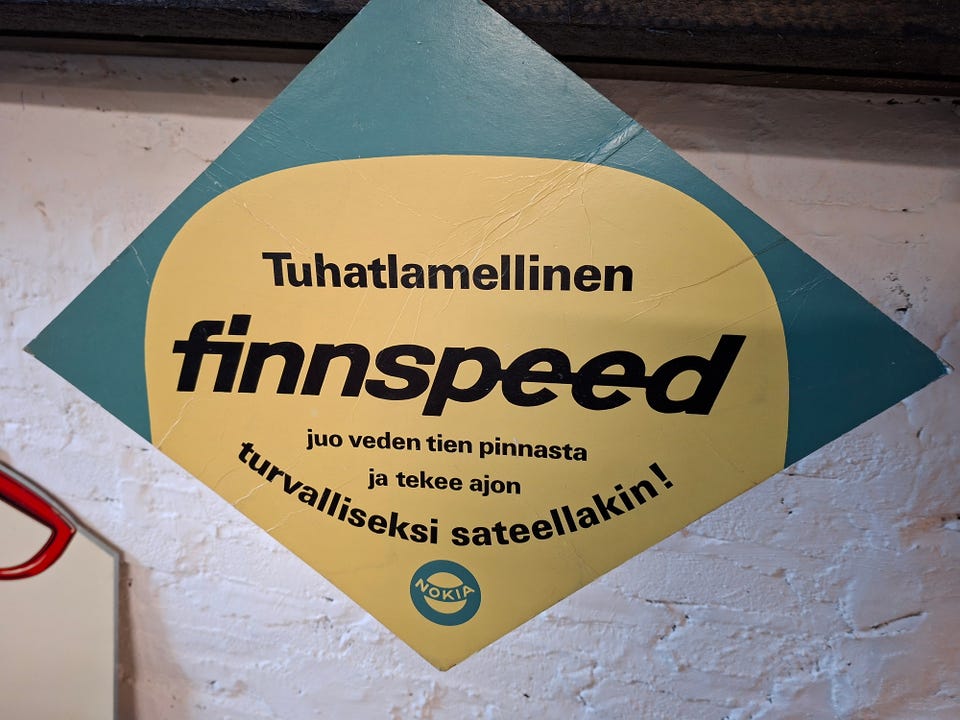 Tuhatlamellinen
finnspeed
juo veden tien pinnasta
ja tekee ajon
turvalliseksi sateellakin!
NOKIA